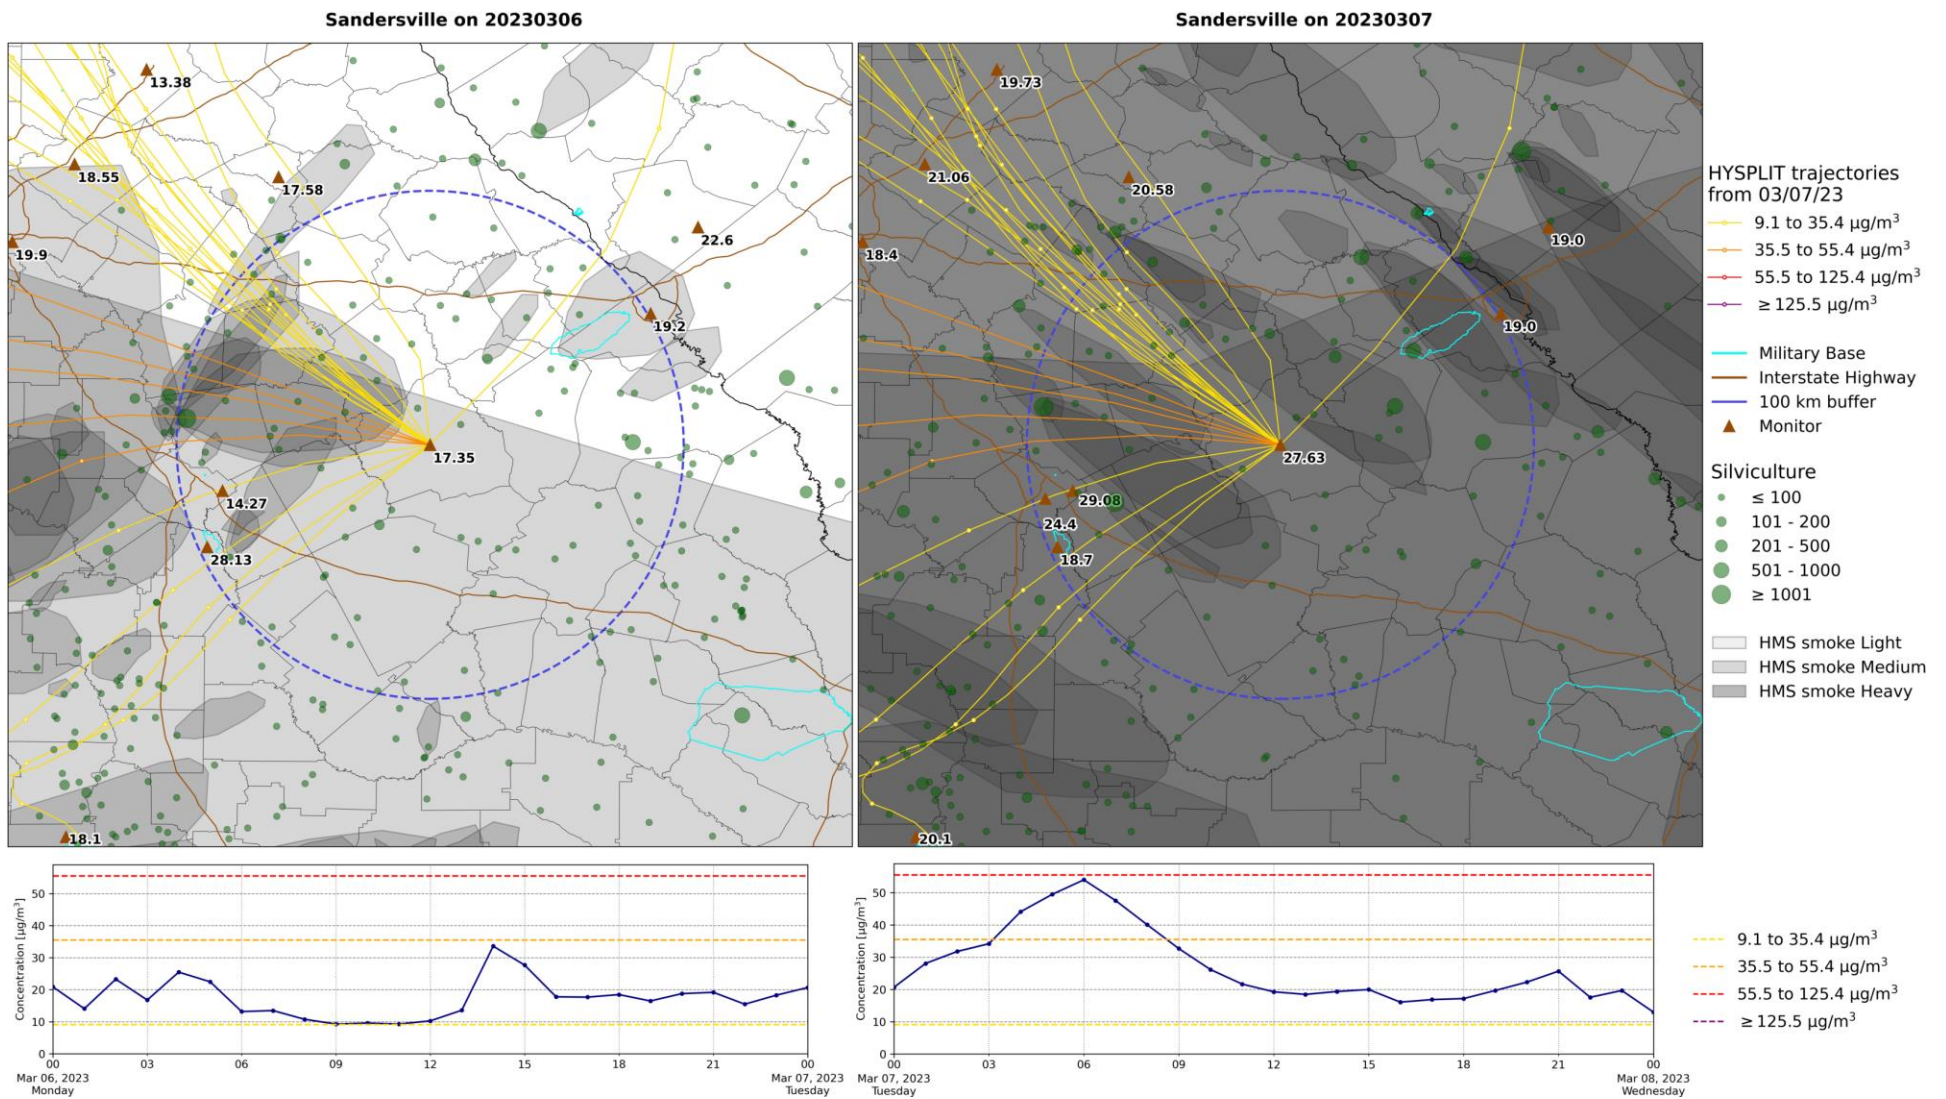 Sandersville on 20230306
13.38
18.55
17.58
19.9
22.6
19.2
17.35
14.27
28.13
18.1
Sandersville on 20230307
19.73
21.06
20.58
18.4
19.0
19.0
27.63
29.08
24.4
18.7
20.1
HYSPLIT trajectories
from 03/07/23
9.1 to 35.4 µg/m³
35.5 to 55.4 µg/m³
55.5 to 125.4 µg/m³
≥ 125.5 µg/m³
Military Base
Interstate Highway
100 km buffer
Monitor
Silviculture
≤ 100
101 - 200
201 - 500
501 - 1000
≥ 1001
HMS smoke Light
HMS smoke Medium
HMS smoke Heavy
Concentration [µg/m³]
50
40
30
20
10
0
00 03 06 09 12 15 18 21 00
Mar 06, 2023 Mar 07, 2023
Monday Tuesday
Concentration [µg/m³]
50
40
30
20
10
0
00 03 06 09 12 15 18 21 00
Mar 07, 2023 Mar 08, 2023
Tuesday Wednesday
9.1 to 35.4 µg/m³
35.5 to 55.4 µg/m³
55.5 to 125.4 µg/m³
≥ 125.5 µg/m³